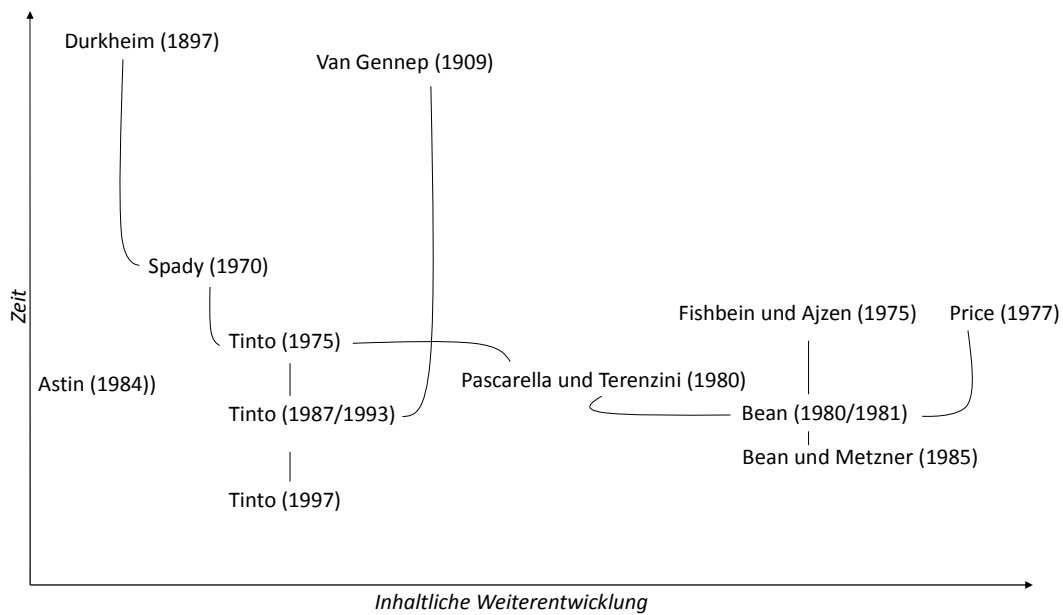 Durkheim (1897)
Van Gennep (1909)
Spady (1970)
Zeit
Fishbein und Ajzen (1975)
Price (1977)
Tinto (1975)
Astin (1984))
Pascarella und Terenzini (1980)
Tinto (1987/1993)
Bean (1980/1981)
Bean und Metzner (1985)
Tinto (1997)
Inhaltliche Weiterentwicklung